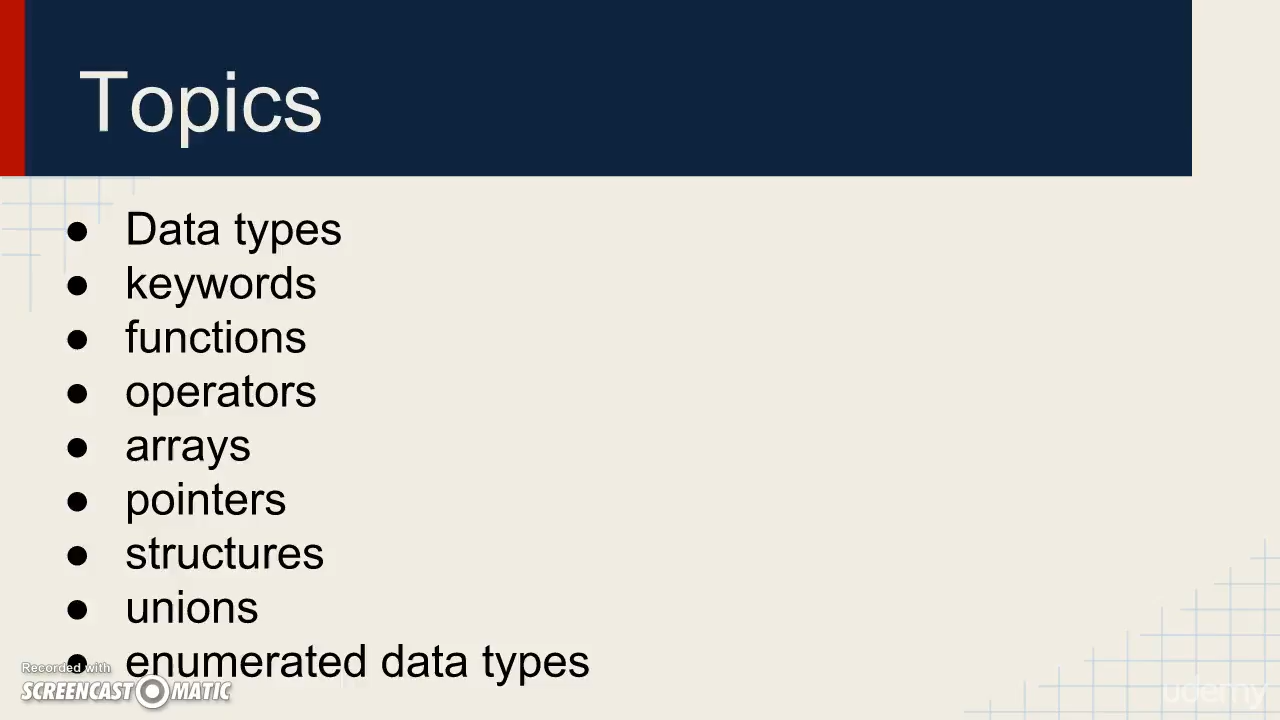 Topics
● Data types
● keywords
● functions
● operators
● arrays
● pointers
● structures
● unions
● enumerated data types
Recorded with
SCREENCAST MATIC
udemy